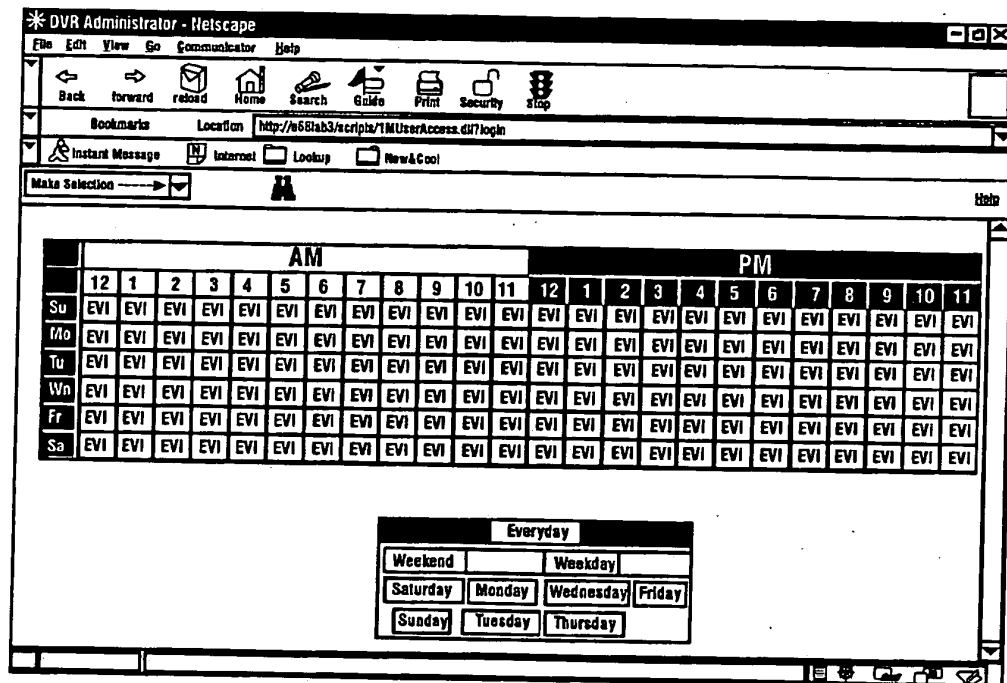 DVR Administrator - Netscape
File Edit View Go Communicator Help
Back forward reload Home Search Guide Print Security stop
Bookmarks Location http://e68lab3/scripts/1MUserAccess.dll?login
Instant Message Internet Lookup New&Cool
Make Selection Help
AM PM
12 1 2 3 4 5 6 7 8 9 10 11 12 1 2 3 4 5 6 7 8 9 10 11
Su EVI EVI EVI EVI EVI EVI EVI EVI EVI EVI EVI EVI EVI EVI EVI EVI EVI EVI EVI EVI EVI EVI EVI EVI
Mo EVI EVI EVI EVI EVI EVI EVI EVI EVI EVI EVI EVI EVI EVI EVI EVI EVI EVI EVI EVI EVI EVI EVI EVI
Tu EVI EVI EVI EVI EVI EVI EVI EVI EVI EVI EVI EVI EVI EVI EVI EVI EVI EVI EVI EVI EVI EVI EVI EVI
Wn EVI EVI EVI EVI EVI EVI EVI EVI EVI EVI EVI EVI EVI EVI EVI EVI EVI EVI EVI EVI EVI EVI EVI EVI
Fr EVI EVI EVI EVI EVI EVI EVI EVI EVI EVI EVI EVI EVI EVI EVI EVI EVI EVI EVI EVI EVI EVI EVI EVI
Sa EVI EVI EVI EVI EVI EVI EVI EVI EVI EVI EVI EVI EVI EVI EVI EVI EVI EVI EVI EVI EVI EVI EVI EVI
Everyday
Weekend Weekday
Saturday Monday Wednesday Friday
Sunday Tuesday Thursday